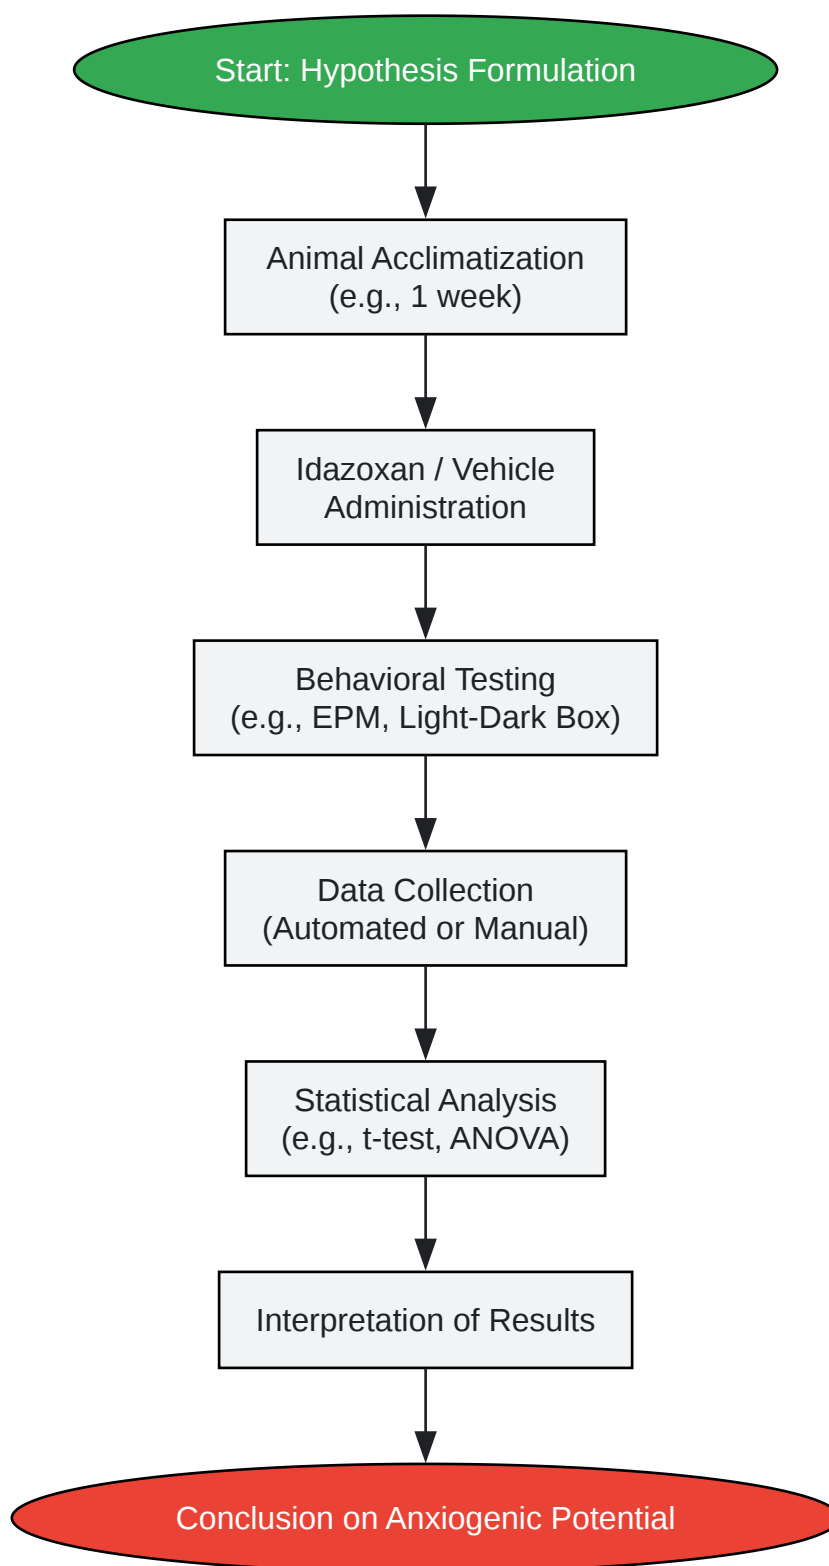 Start: Hypothesis Formulation
Animal Acclimatization
(e.g., 1 week)
Idazoxan / Vehicle
Administration
Behavioral Testing
(e.g., EPM, Light-Dark Box)
Data Collection
(Automated or Manual)
Statistical Analysis
(e.g., t-test, ANOVA)
Interpretation of Results
Conclusion on Anxiogenic Potential